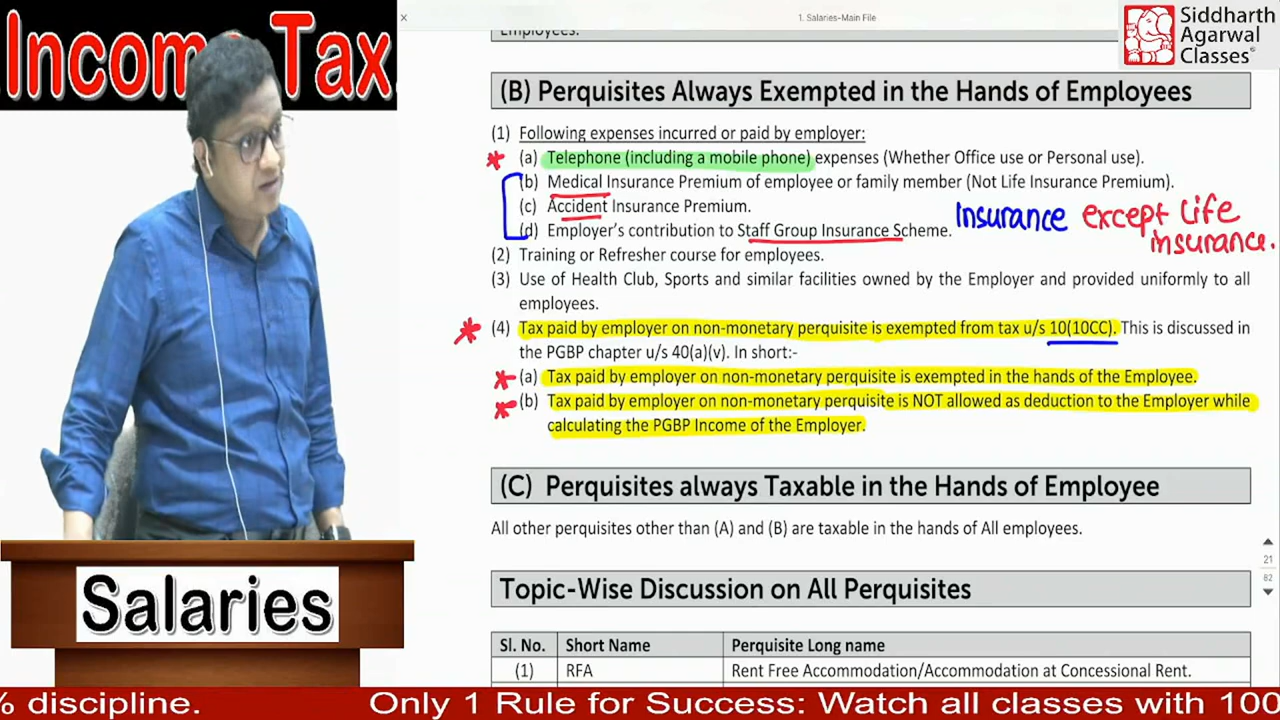 Income Tax
×
1. Salaries-Main File
Siddharth
Agarwal
Classes
Employees.
(B) Perquisites Always Exempted in the Hands of Employees
(1) Following expenses incurred or paid by employer:
(a) Telephone (including a mobile phone) expenses (Whether Office use or Personal use).
(b) Medical Insurance Premium of employee or family member (Not Life Insurance Premium).
(c) Accident Insurance Premium.
(d) Employer's contribution to Staff Group Insurance Scheme.
Insurance except Life
insurance.
(2) Training or Refresher course for employees.
(3) Use of Health Club, Sports and similar facilities owned by the Employer and provided uniformly to all
employees.
(4) Tax paid by employer on non-monetary perquisite is exempted from tax u/s 10(10CC). This is discussed in
the PGBP chapter u/s 40(a)(v). In short:-
(a) Tax paid by employer on non-monetary perquisite is exempted in the hands of the Employee.
(b) Tax paid by employer on non-monetary perquisite is NOT allowed as deduction to the Employer while
calculating the PGBP Income of the Employer.
(C) Perquisites always Taxable in the Hands of Employee
All other perquisites other than (A) and (B) are taxable in the hands of All employees.
21
82
Topic-Wise Discussion on All Perquisites
Sl. No. Short Name Perquisite Long name
(1) RFA Rent Free Accommodation/Accommodation at Concessional Rent.
Salaries
% discipline. Only 1 Rule for Success: Watch all classes with 100